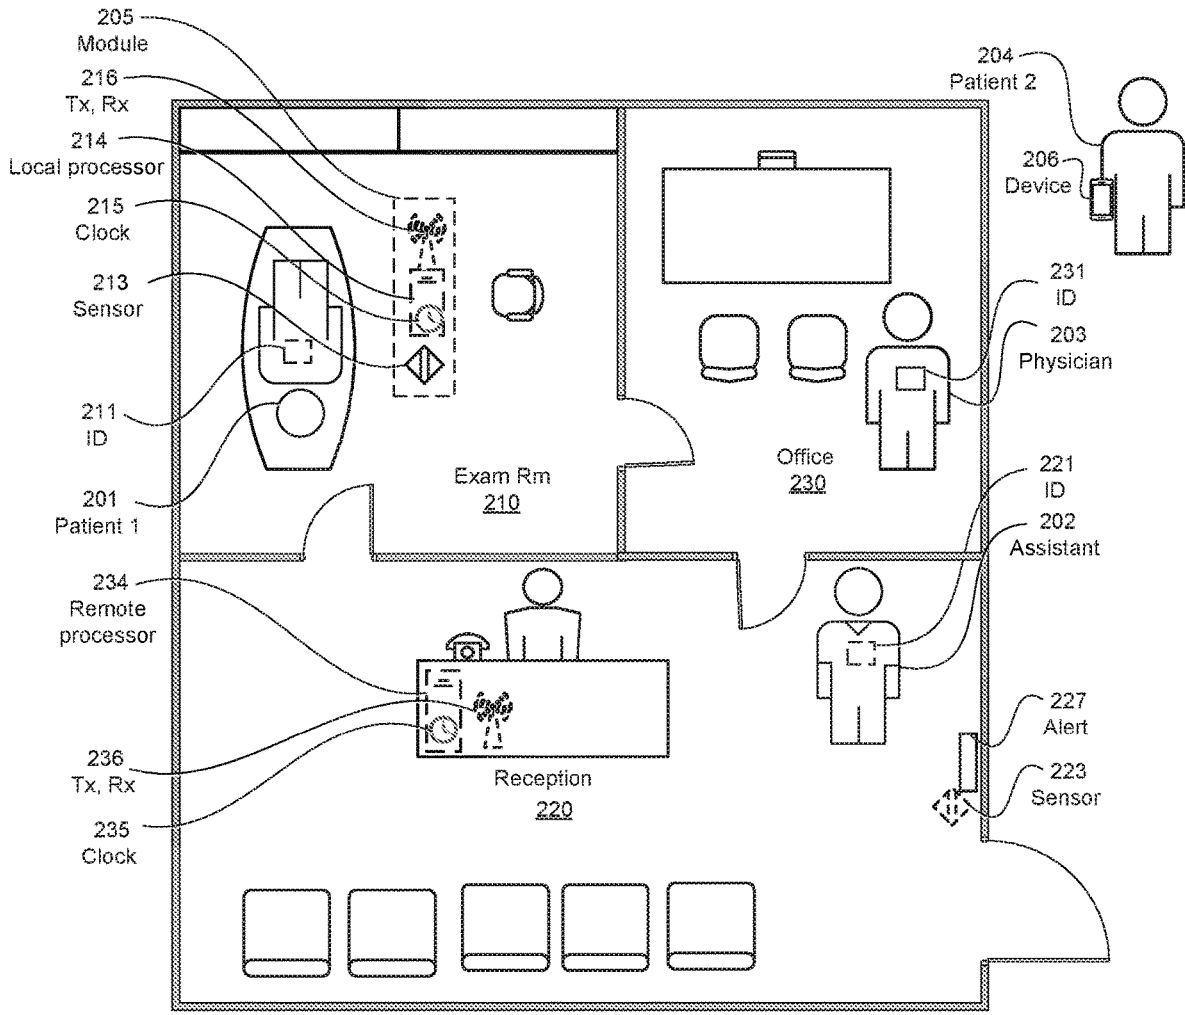 205
Module
216
Tx, Rx
214
Local processor
215
Clock
213
Sensor
211
ID
201
Patient 1
234
Remote
processor
236
Tx, Rx
235
Clock
Exam Rm
210
Office
230
Reception
220
204
Patient 2
206
Device
231
ID
203
Physician
221
ID
202
Assistant
227
Alert
223
Sensor